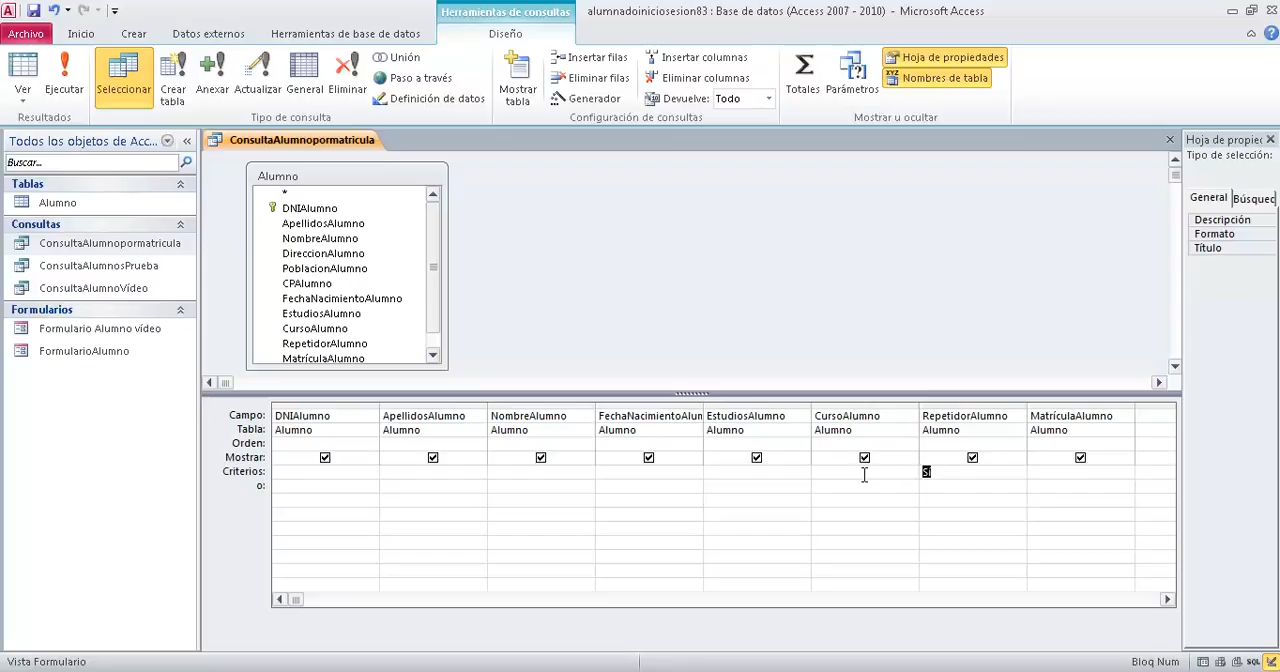 Herramientas de consultas
alumnadoiniciosesion83 : Base de datos (Access 2007 - 2010) - Microsoft Access
Archivo Inicio Crear Datos externos Herramientas de base de datos Diseño
Ver
Ejecutar
Resultados
Seleccionar
Crear tabla
Anexar
Actualizar
General
Eliminar
Unión
Paso a través
Definición de datos
Tipo de consulta
Mostrar tabla
Insertar filas
Eliminar filas
Generador
Insertar columnas
Eliminar columnas
Devuelve: Todo
Configuración de consultas
Totales
Parámetros
Hoja de propiedades
Nombres de tabla
Mostrar u ocultar
Todos los objetos de Acc...
Buscar...
Tablas
Alumno
Consultas
ConsultaAlumnopormatricula
ConsultaAlumnosPrueba
ConsultaAlumnoVídeo
Formularios
Formulario Alumno vídeo
FormularioAlumno
ConsultaAlumnopormatricula
Alumno
*
DNIAlumno
ApellidosAlumno
NombreAlumno
DireccionAlumno
PoblacionAlumno
CPAlumno
FechaNacimientoAlumno
EstudiosAlumno
CursoAlumno
RepetidorAlumno
MatrículaAlumno
Campo: DNIAlumno ApellidosAlumno NombreAlumno FechaNacimientoAlum EstudiosAlumno CursoAlumno RepetidorAlumno MatrículaAlumno
Tabla: Alumno Alumno Alumno Alumno Alumno Alumno Alumno Alumno
Orden:
Mostrar:
Criterios:
o:
Hoja de propied
Tipo de selección:
General Búsqued
Descripción
Formato
Título
Vista Formulario
Bloq Num
SQL